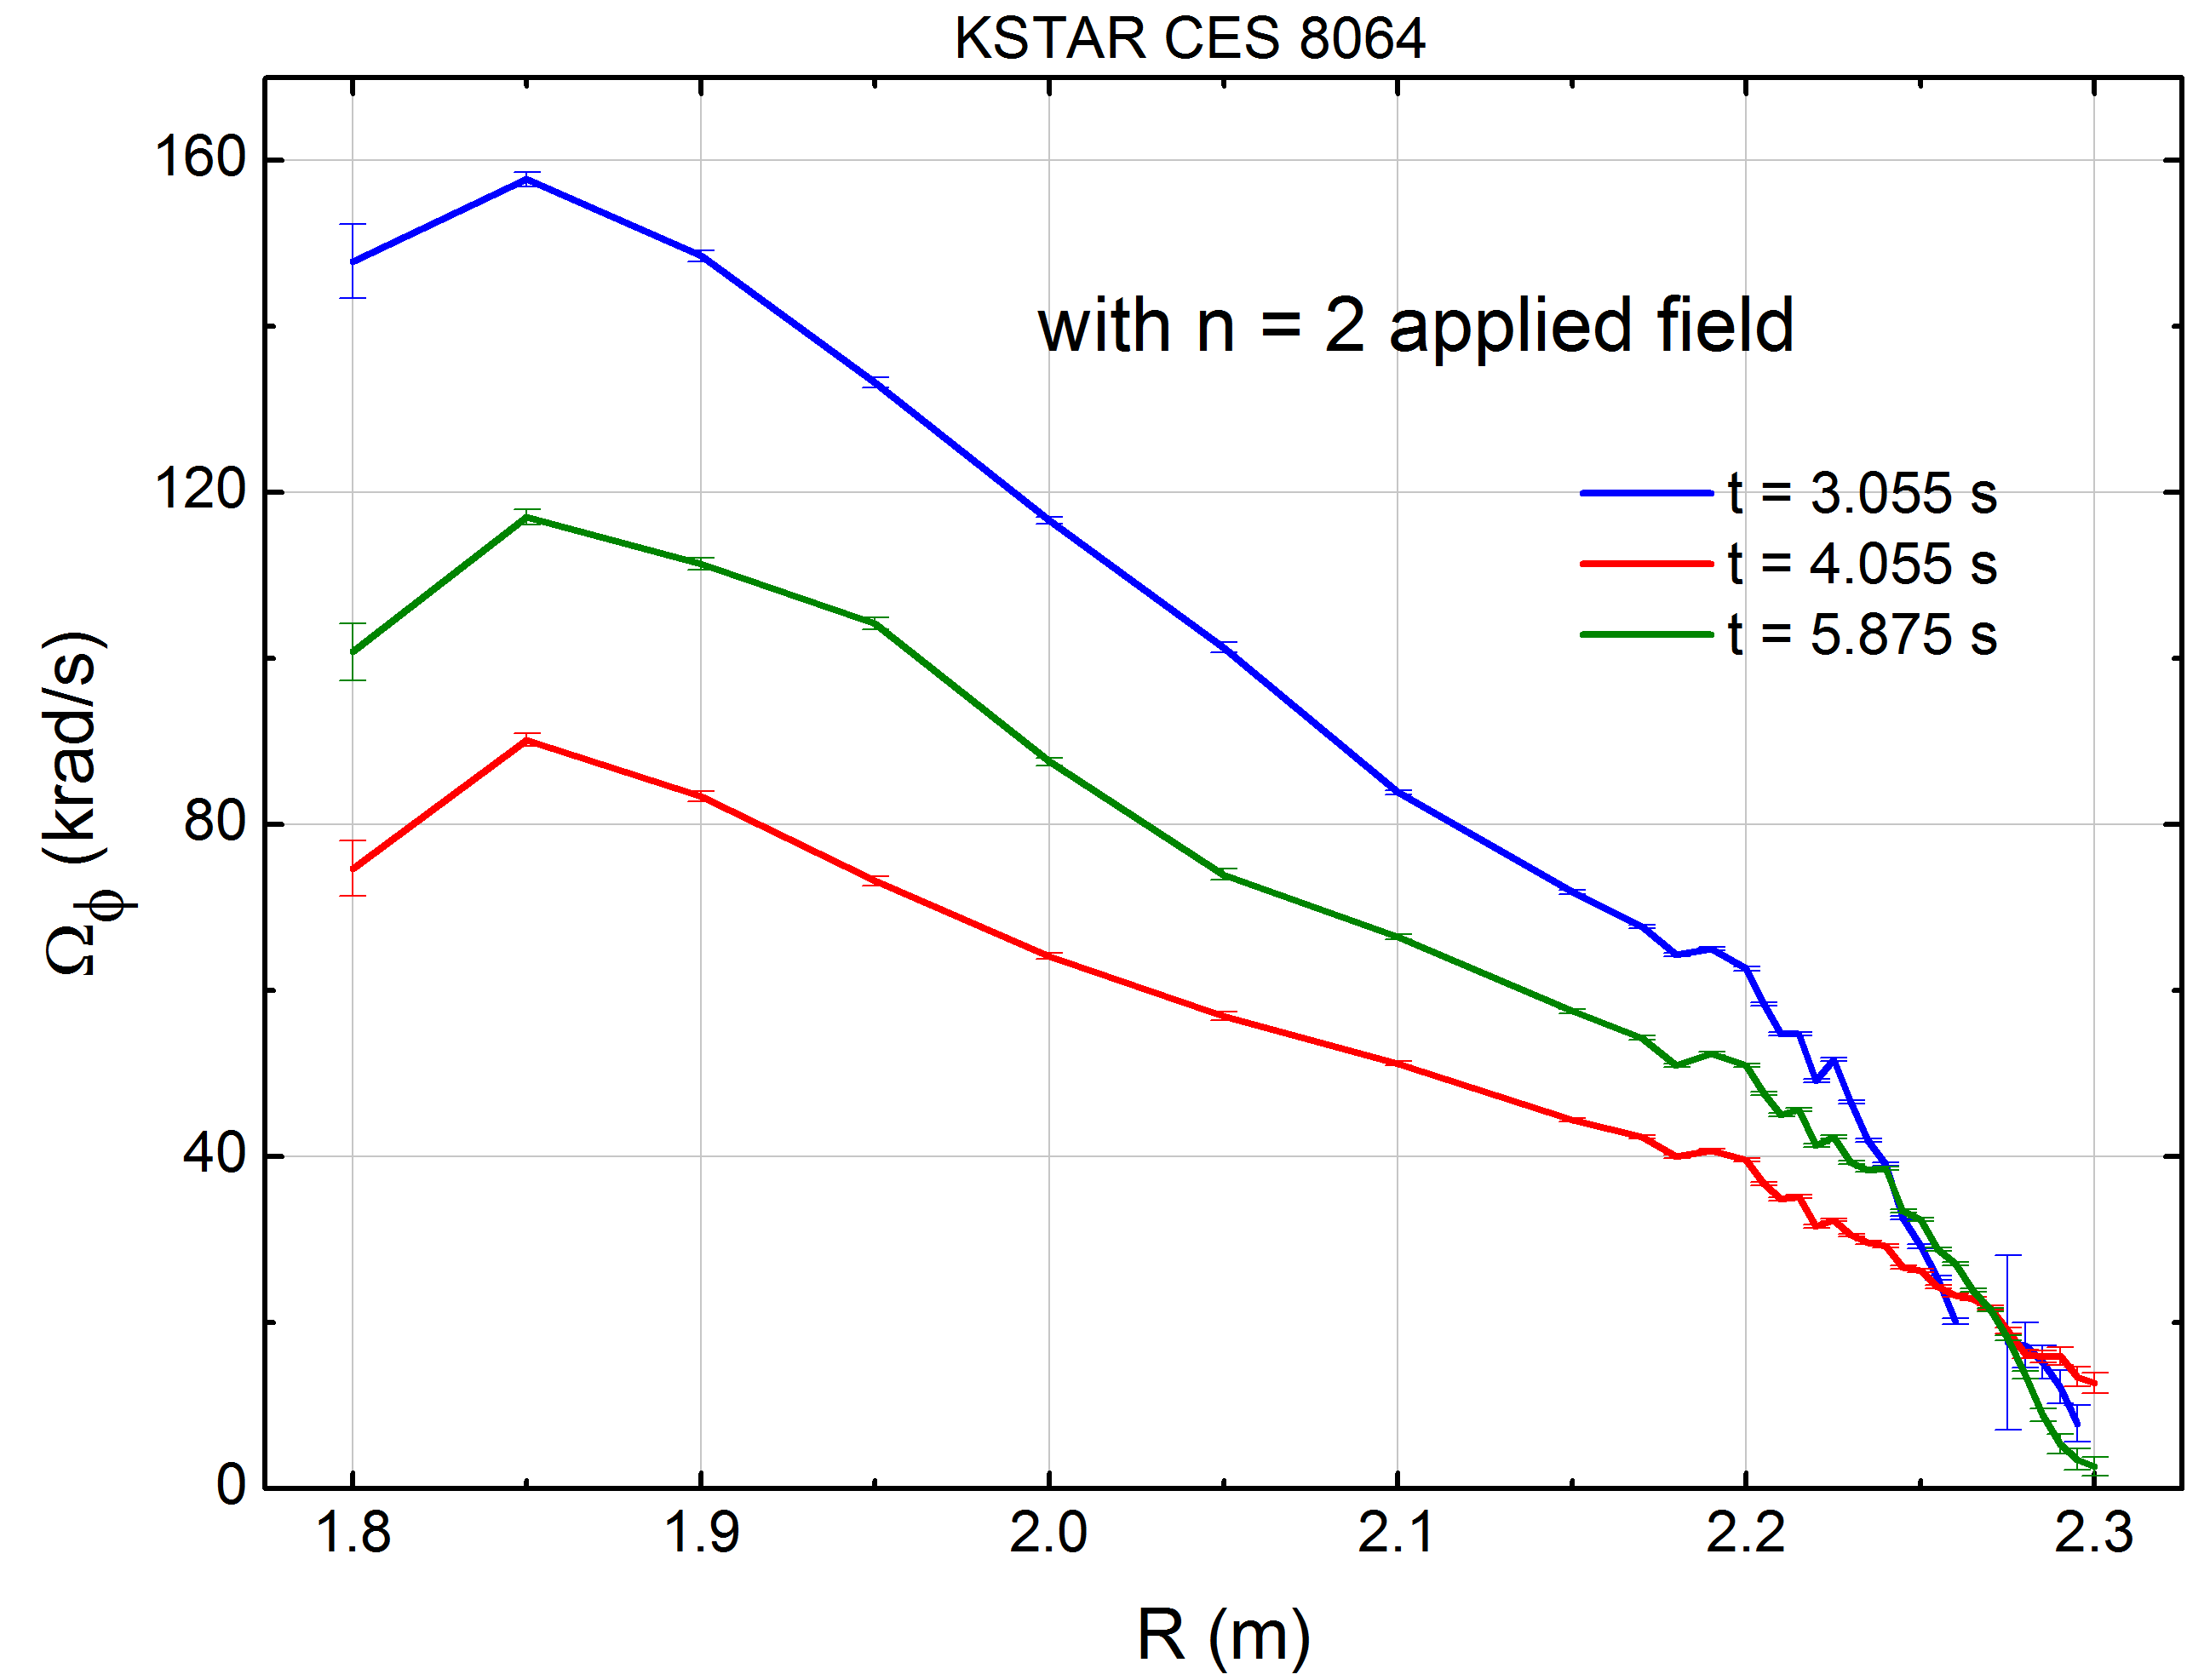 KSTAR CES 8064
160
120
80
40
0
Ωϕ (krad/s)
with n = 2 applied field
t = 3.055 s
t = 4.055 s
t = 5.875 s
1.8 1.9 2.0 2.1 2.2 2.3
R (m)